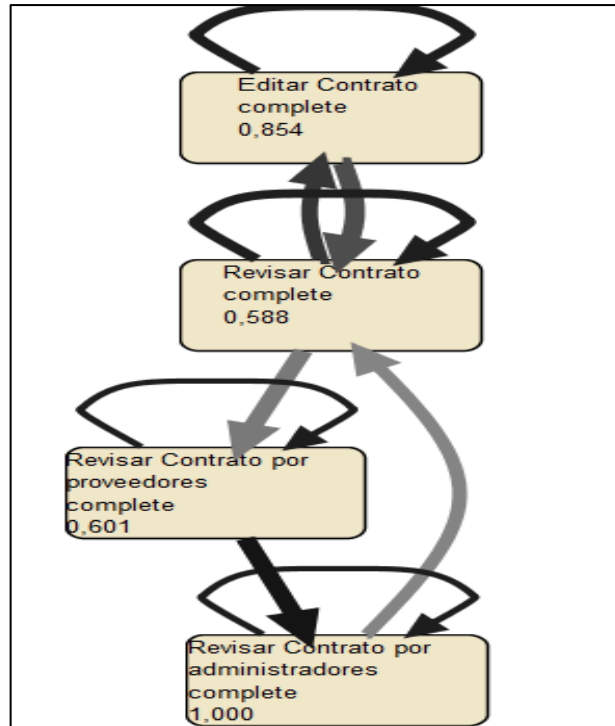 Editar Contrato
complete
0,854
Revisar Contrato
complete
0,588
Revisar Contrato por
proveedores
complete
0,601
Revisar Contrato por
administradores
complete
1,000